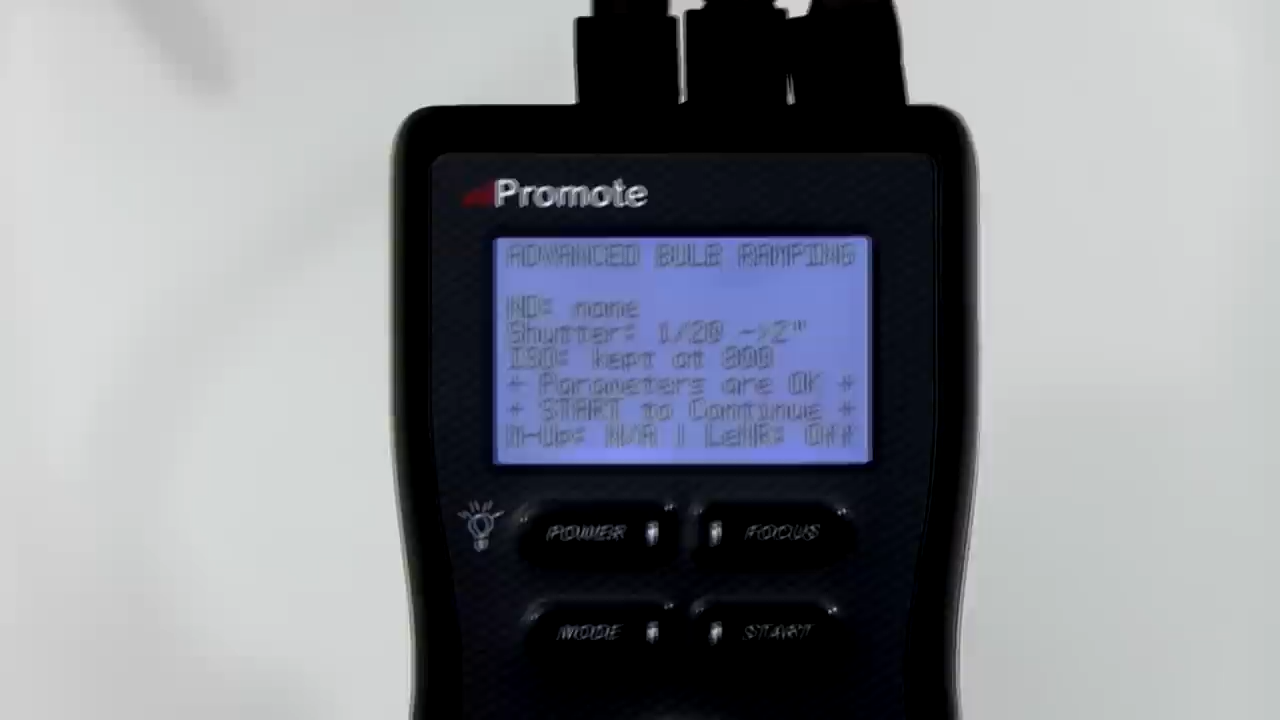 Promote
ADVANCED BULB RAMPING
ND: none
Shutter: 1/20 ->2"
ISO: kept at 800
* Parameters are OK *
* START to Continue *
M-Up: N/A | LeNR: Off
POWER
FOCUS
MODE
START